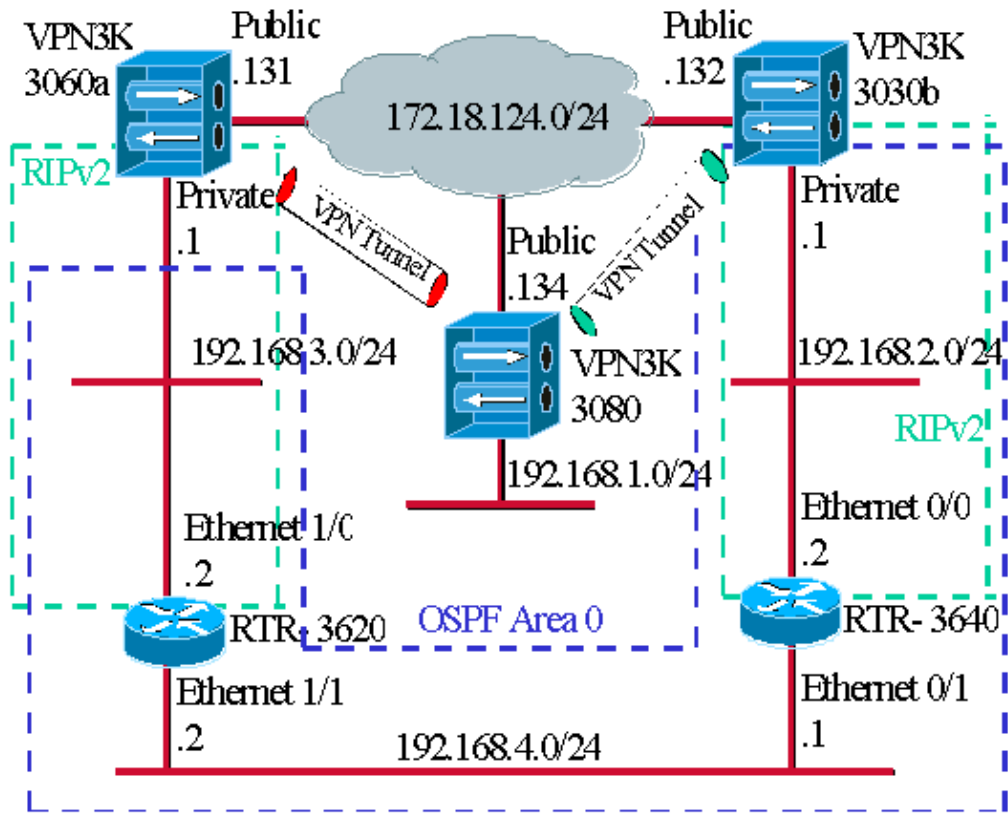 VPN3K
3060a
Public
.131
172.18.124.0/24
Public
.132
VPN3K
3030b
RIPv2
Private
.1
VPN Tunnel
Public
.134
VPN Tunnel
Private
.1
192.168.3.0/24
VPN3K
3080
192.168.2.0/24
RIPv2
192.168.1.0/24
Ethernet 1/0
.2
Ethernet 0/0
.2
RTR- 3620
OSPF Area 0
RTR- 3640
Ethernet 1/1
.2
192.168.4.0/24
Ethernet 0/1
.1